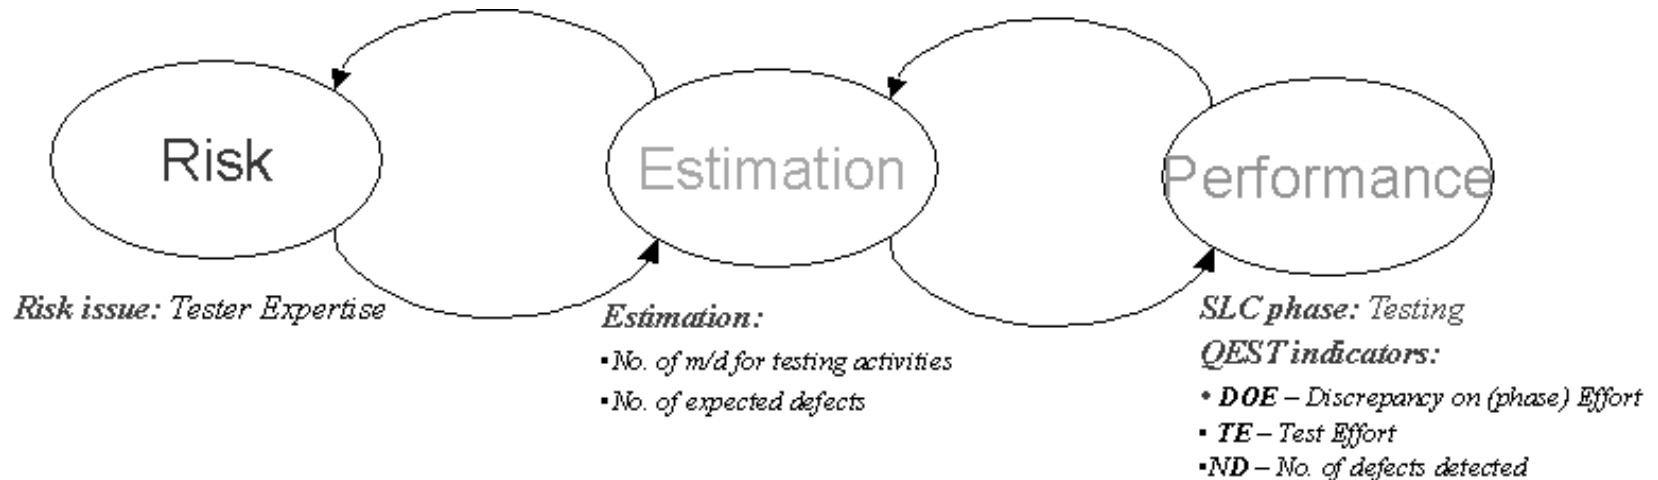 Risk
Estimation
Performance
Risk issue: Tester Expertise
Estimation:
▪No. of m/d for testing activities
▪No. of expected defects
SLC phase: Testing
QEST indicators:
• DOE – Discrepancy on (phase) Effort
▪ TE – Test Effort
▪ND – No. of defects detected